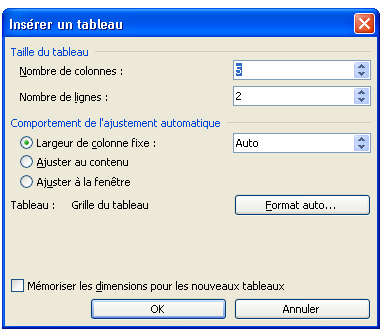 Insérer un tableau
Taille du tableau
Nombre de colonnes : 5
Nombre de lignes : 2
Comportement de l'ajustement automatique
Largeur de colonne fixe : Auto
Ajuster au contenu
Ajuster à la fenêtre
Tableau : Grille du tableau Format auto...
Mémoriser les dimensions pour les nouveaux tableaux
OK Annuler